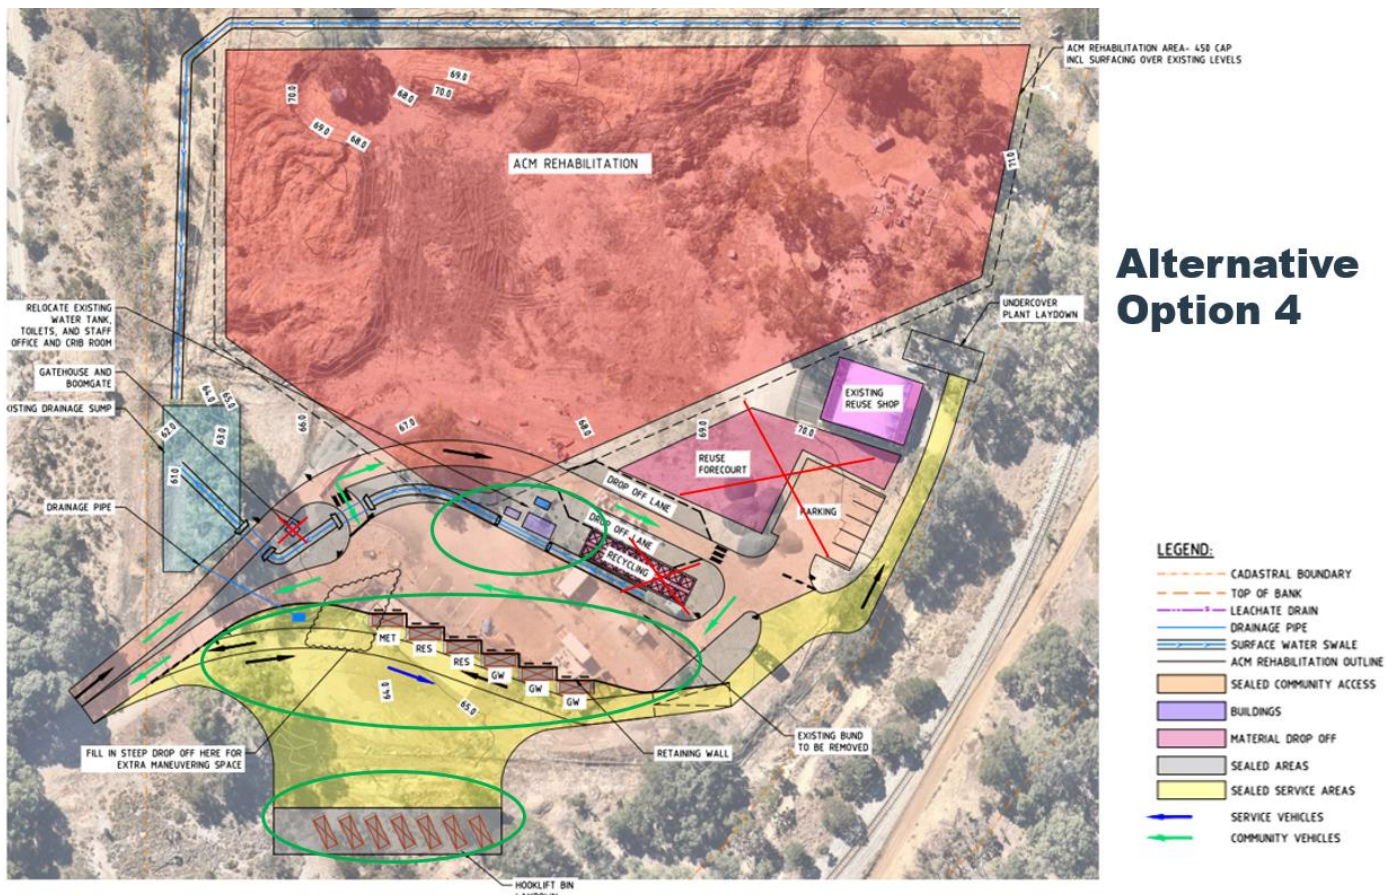 Alternative
Option 4
ACM REHABILITATION AREA- 450 CAP
INCL SURFACING OVER EXISTING LEVELS
69.0
70.0
68.0
70.0
69.0
68.0
71.0
ACM REHABILITATION
RELOCATE EXISTING
WATER TANK,
TOILETS, AND STAFF
OFFICE AND CRIB ROOM
GATEHOUSE AND
BOOMGATE
XISTING DRAINAGE SUMP
DRAINAGE PIPE
UNDERCOVER
PLANT LAYDOWN
64.0
65.0
63.0
62.0
61.0
66.0
67.0
68.0
69.0
70.0
EXISTING
REUSE SHOP
REUSE
FORECOURT
PARKING
DROP OFF LANE
DROP OFF LANE
RECYCLING
MET
RES
RES
GW
GW
GW
64.0
65.0
FILL IN STEEP DROP OFF HERE FOR
EXTRA MANEUVERING SPACE
RETAINING WALL
EXISTING BUND
TO BE REMOVED
HOOKLIFT BIN
LEGEND:
CADASTRAL BOUNDARY
TOP OF BANK
S
LEACHATE DRAIN
DRAINAGE PIPE
SURFACE WATER SWALE
ACM REHABILITATION OUTLINE
SEALED COMMUNITY ACCESS
BUILDINGS
MATERIAL DROP OFF
SEALED AREAS
SEALED SERVICE AREAS
SERVICE VEHICLES
COMMUNITY VEHICLES